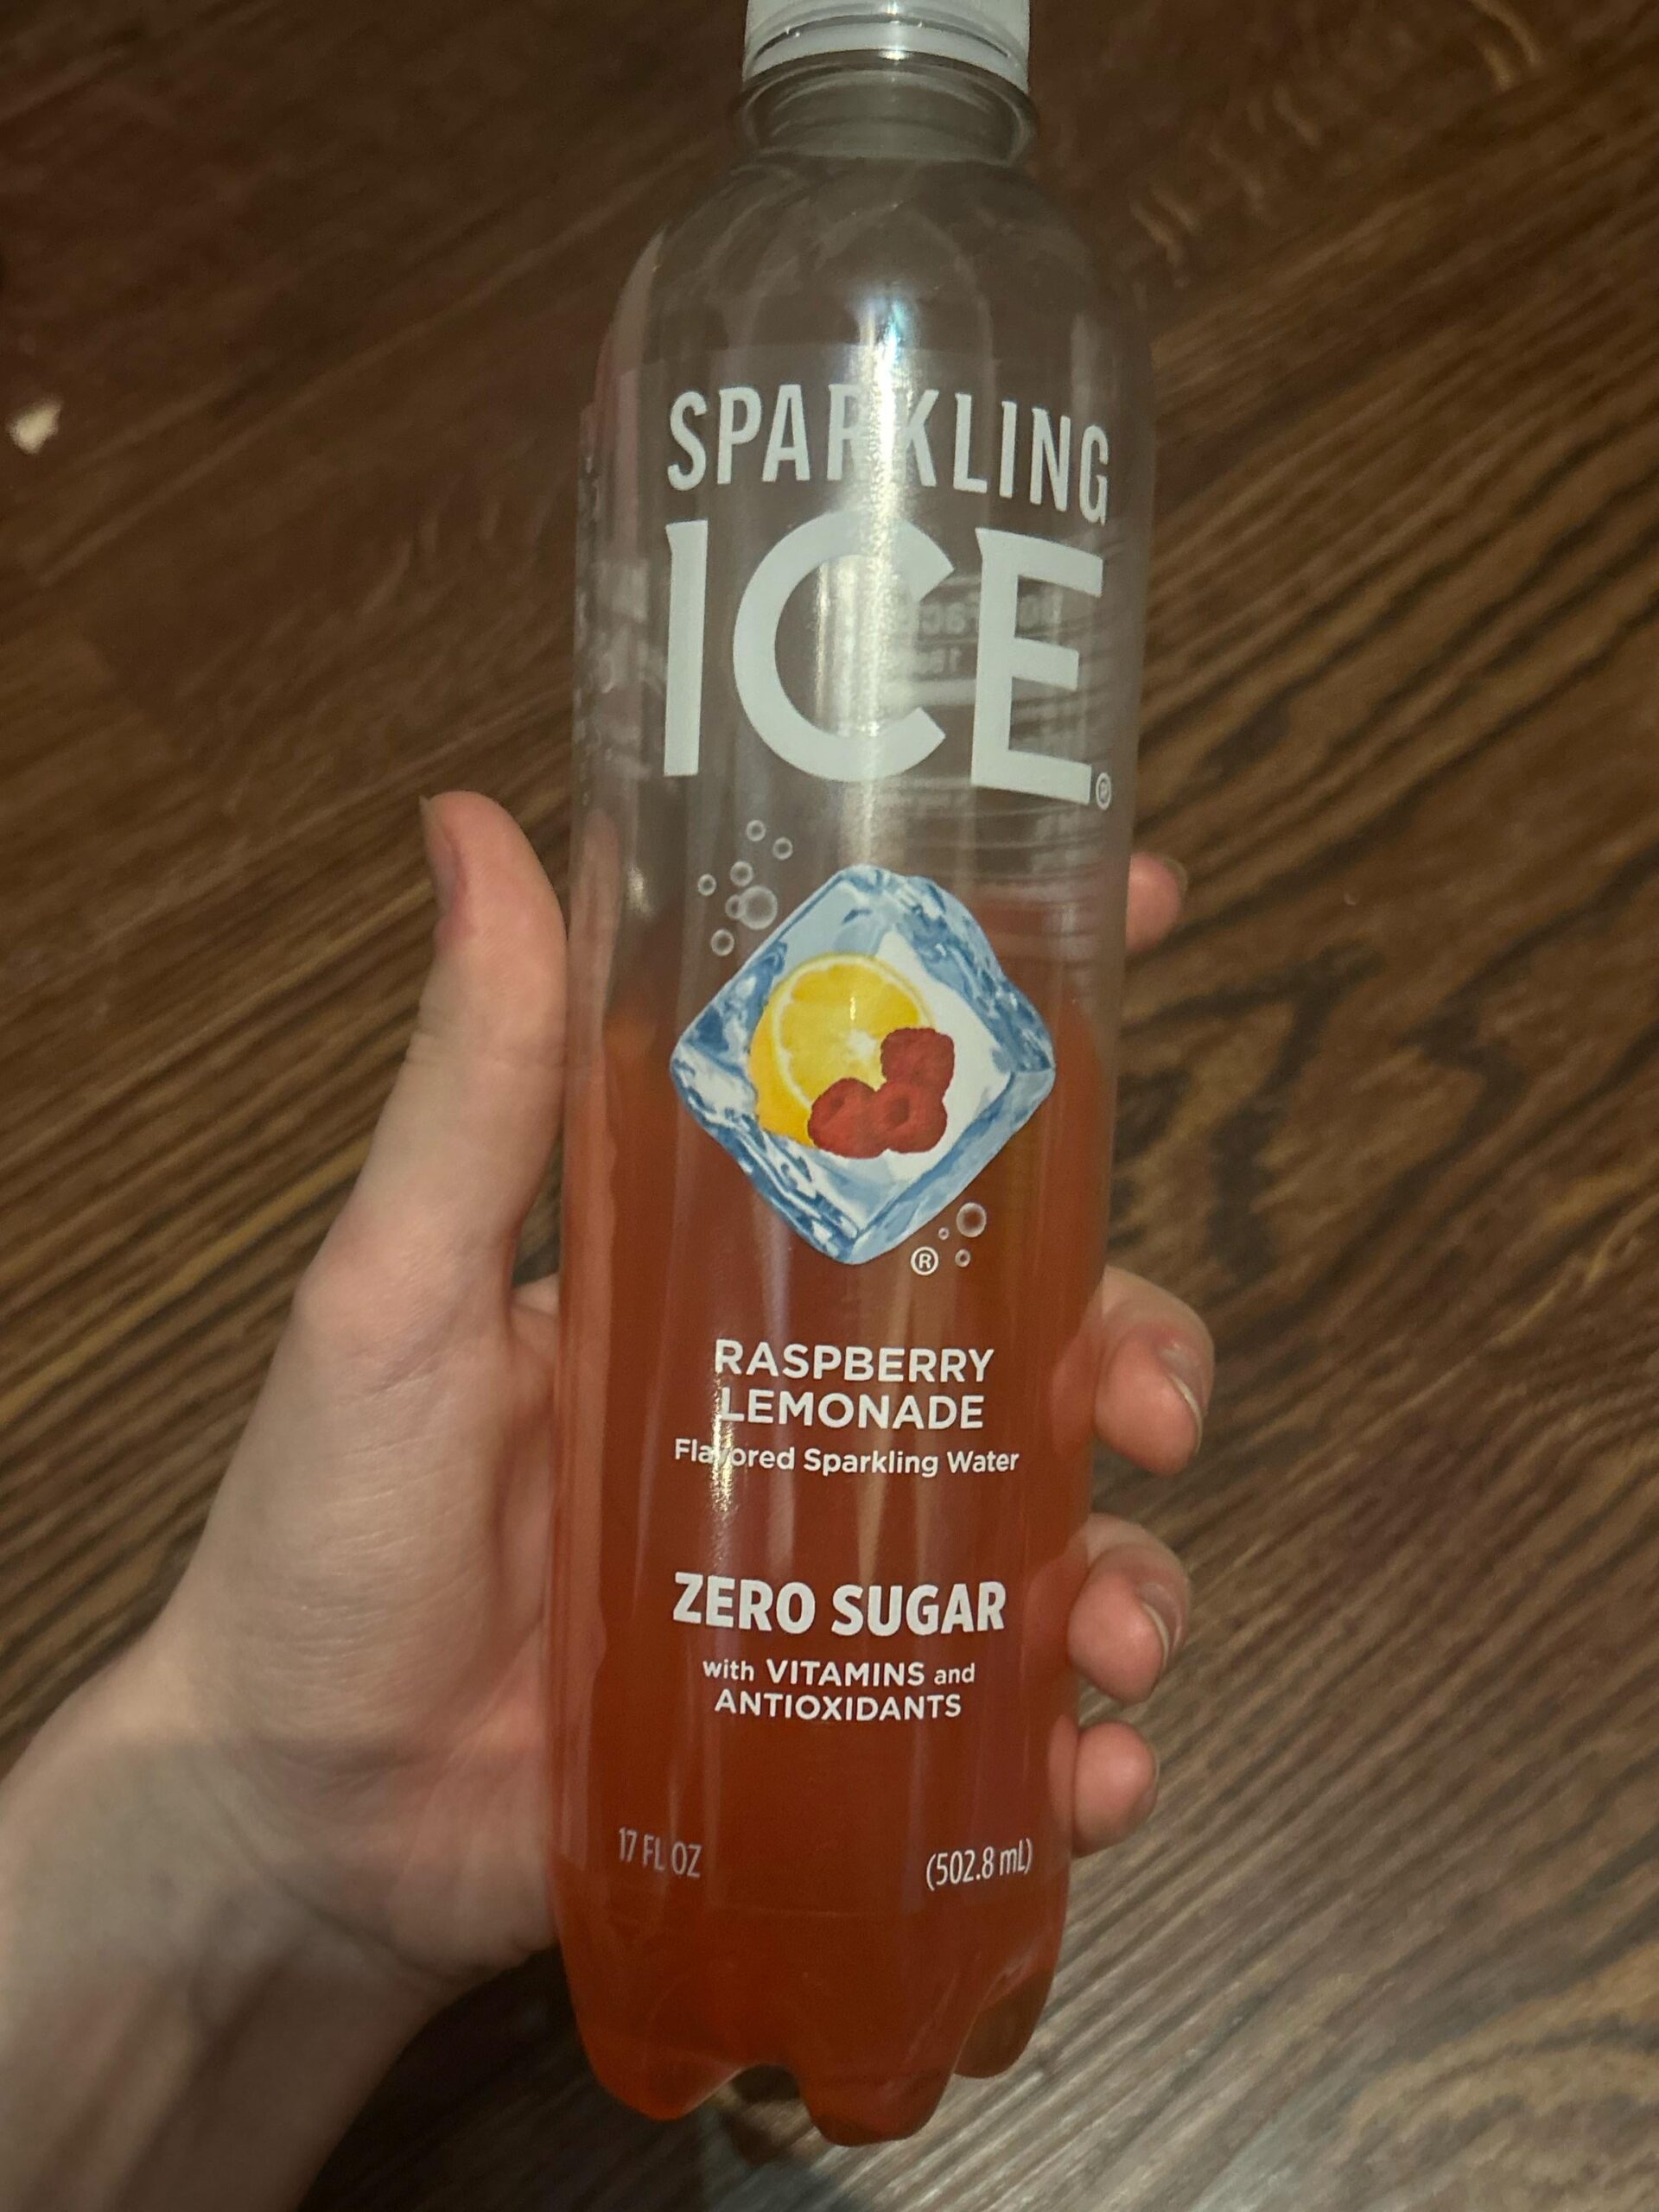 SPARKLING
ICE®
®
RASPBERRY
LEMONADE
Flavored Sparkling Water
ZERO SUGAR
with VITAMINS and
ANTIOXIDANTS
17 FL OZ (502.8 mL)